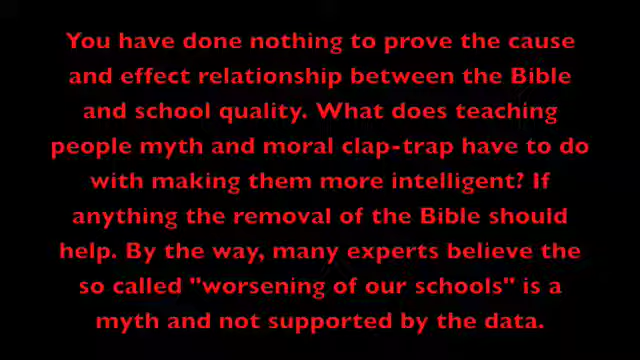 You have done nothing to prove the cause
and effect relationship between the Bible
and school quality. What does teaching
people myth and moral clap-trap have to do
with making them more intelligent? If
anything the removal of the Bible should
help. By the way, many experts believe the
so called "worsening of our schools" is a
myth and not supported by the data.